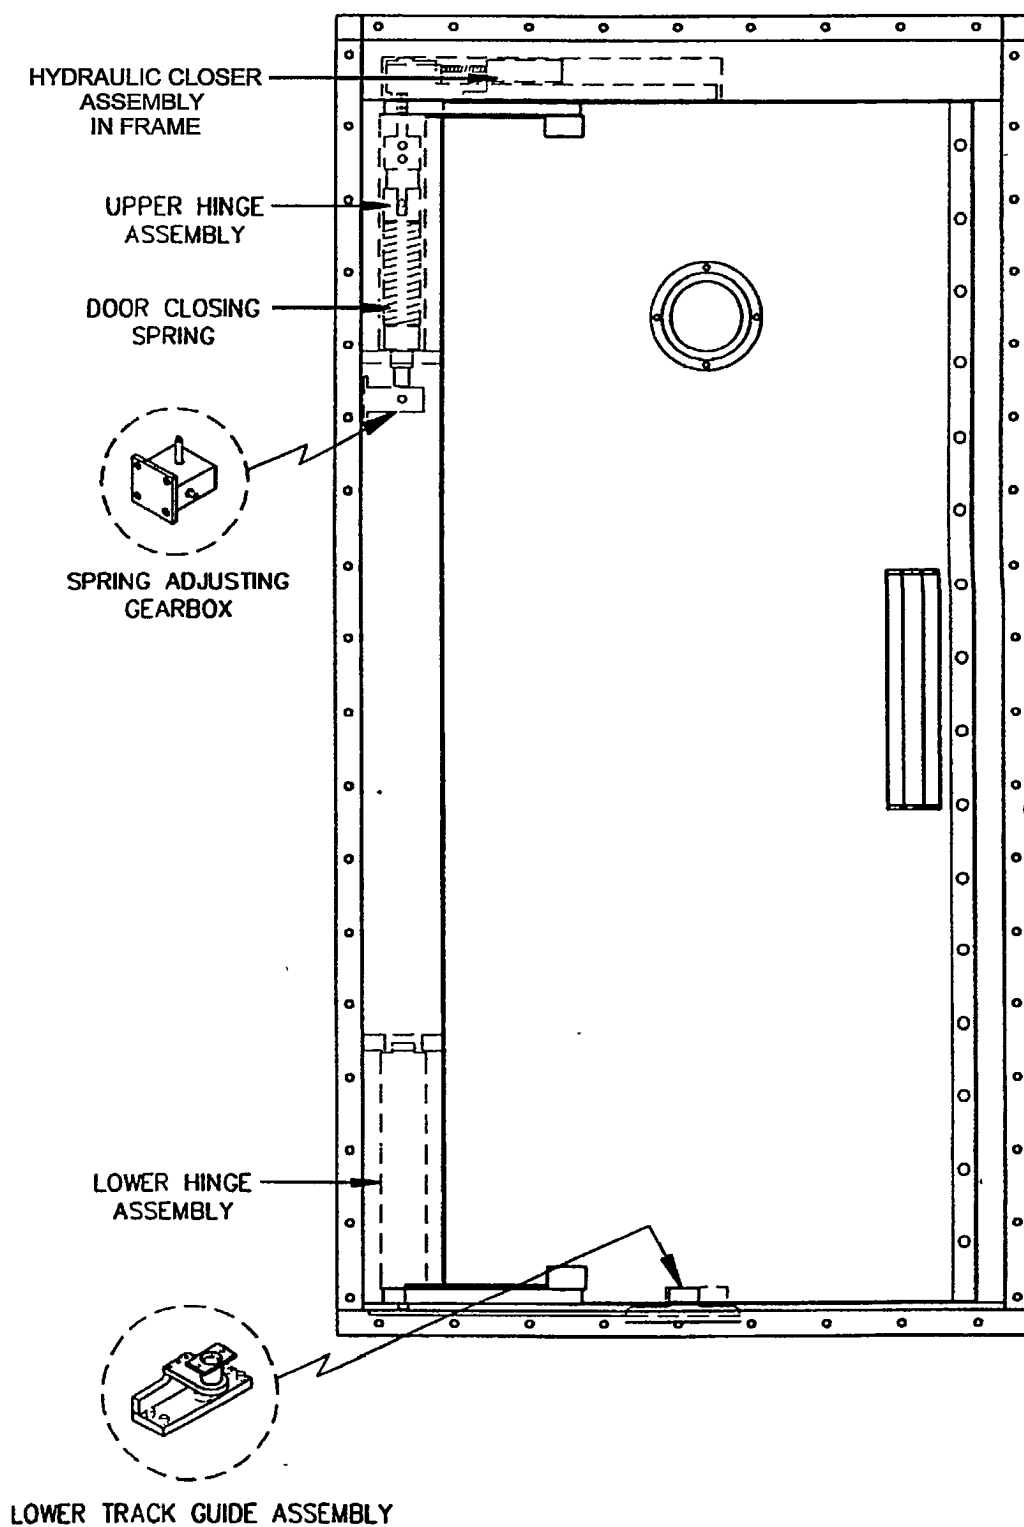 HYDRAULIC CLOSER
ASSEMBLY
IN FRAME
UPPER HINGE
ASSEMBLY
DOOR CLOSING
SPRING
SPRING ADJUSTING
GEARBOX
LOWER HINGE
ASSEMBLY
LOWER TRACK GUIDE ASSEMBLY